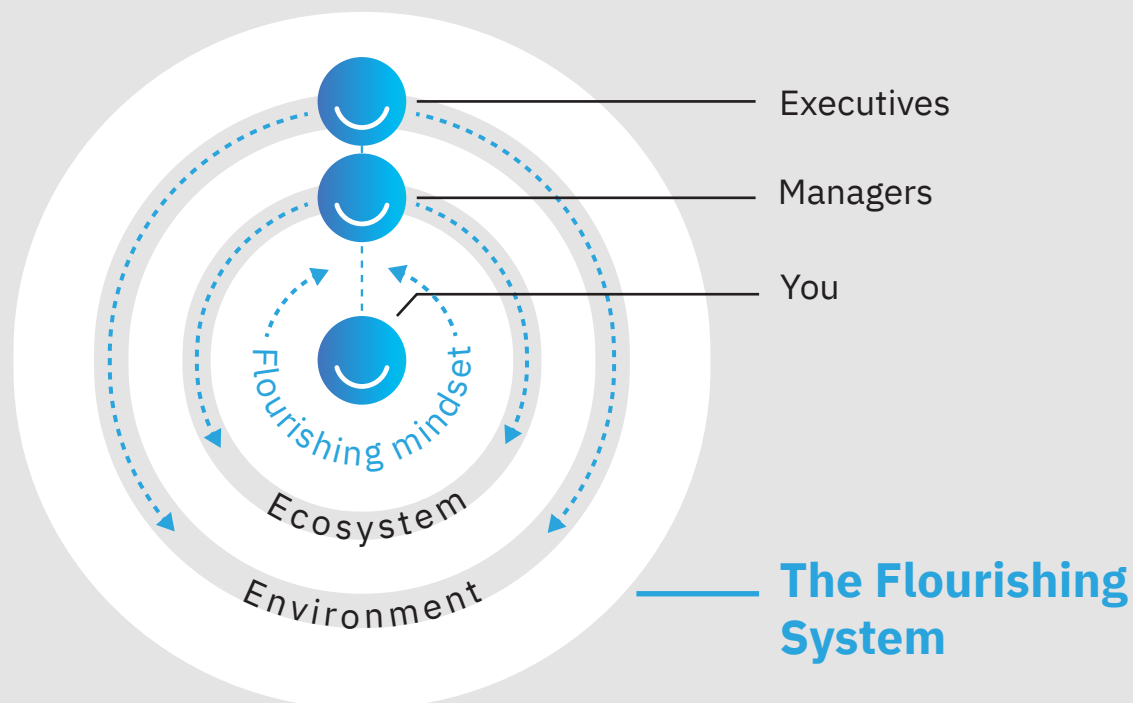 Executives
Managers
You
Flourishing mindset
Ecosystem
Environment
The Flourishing
System